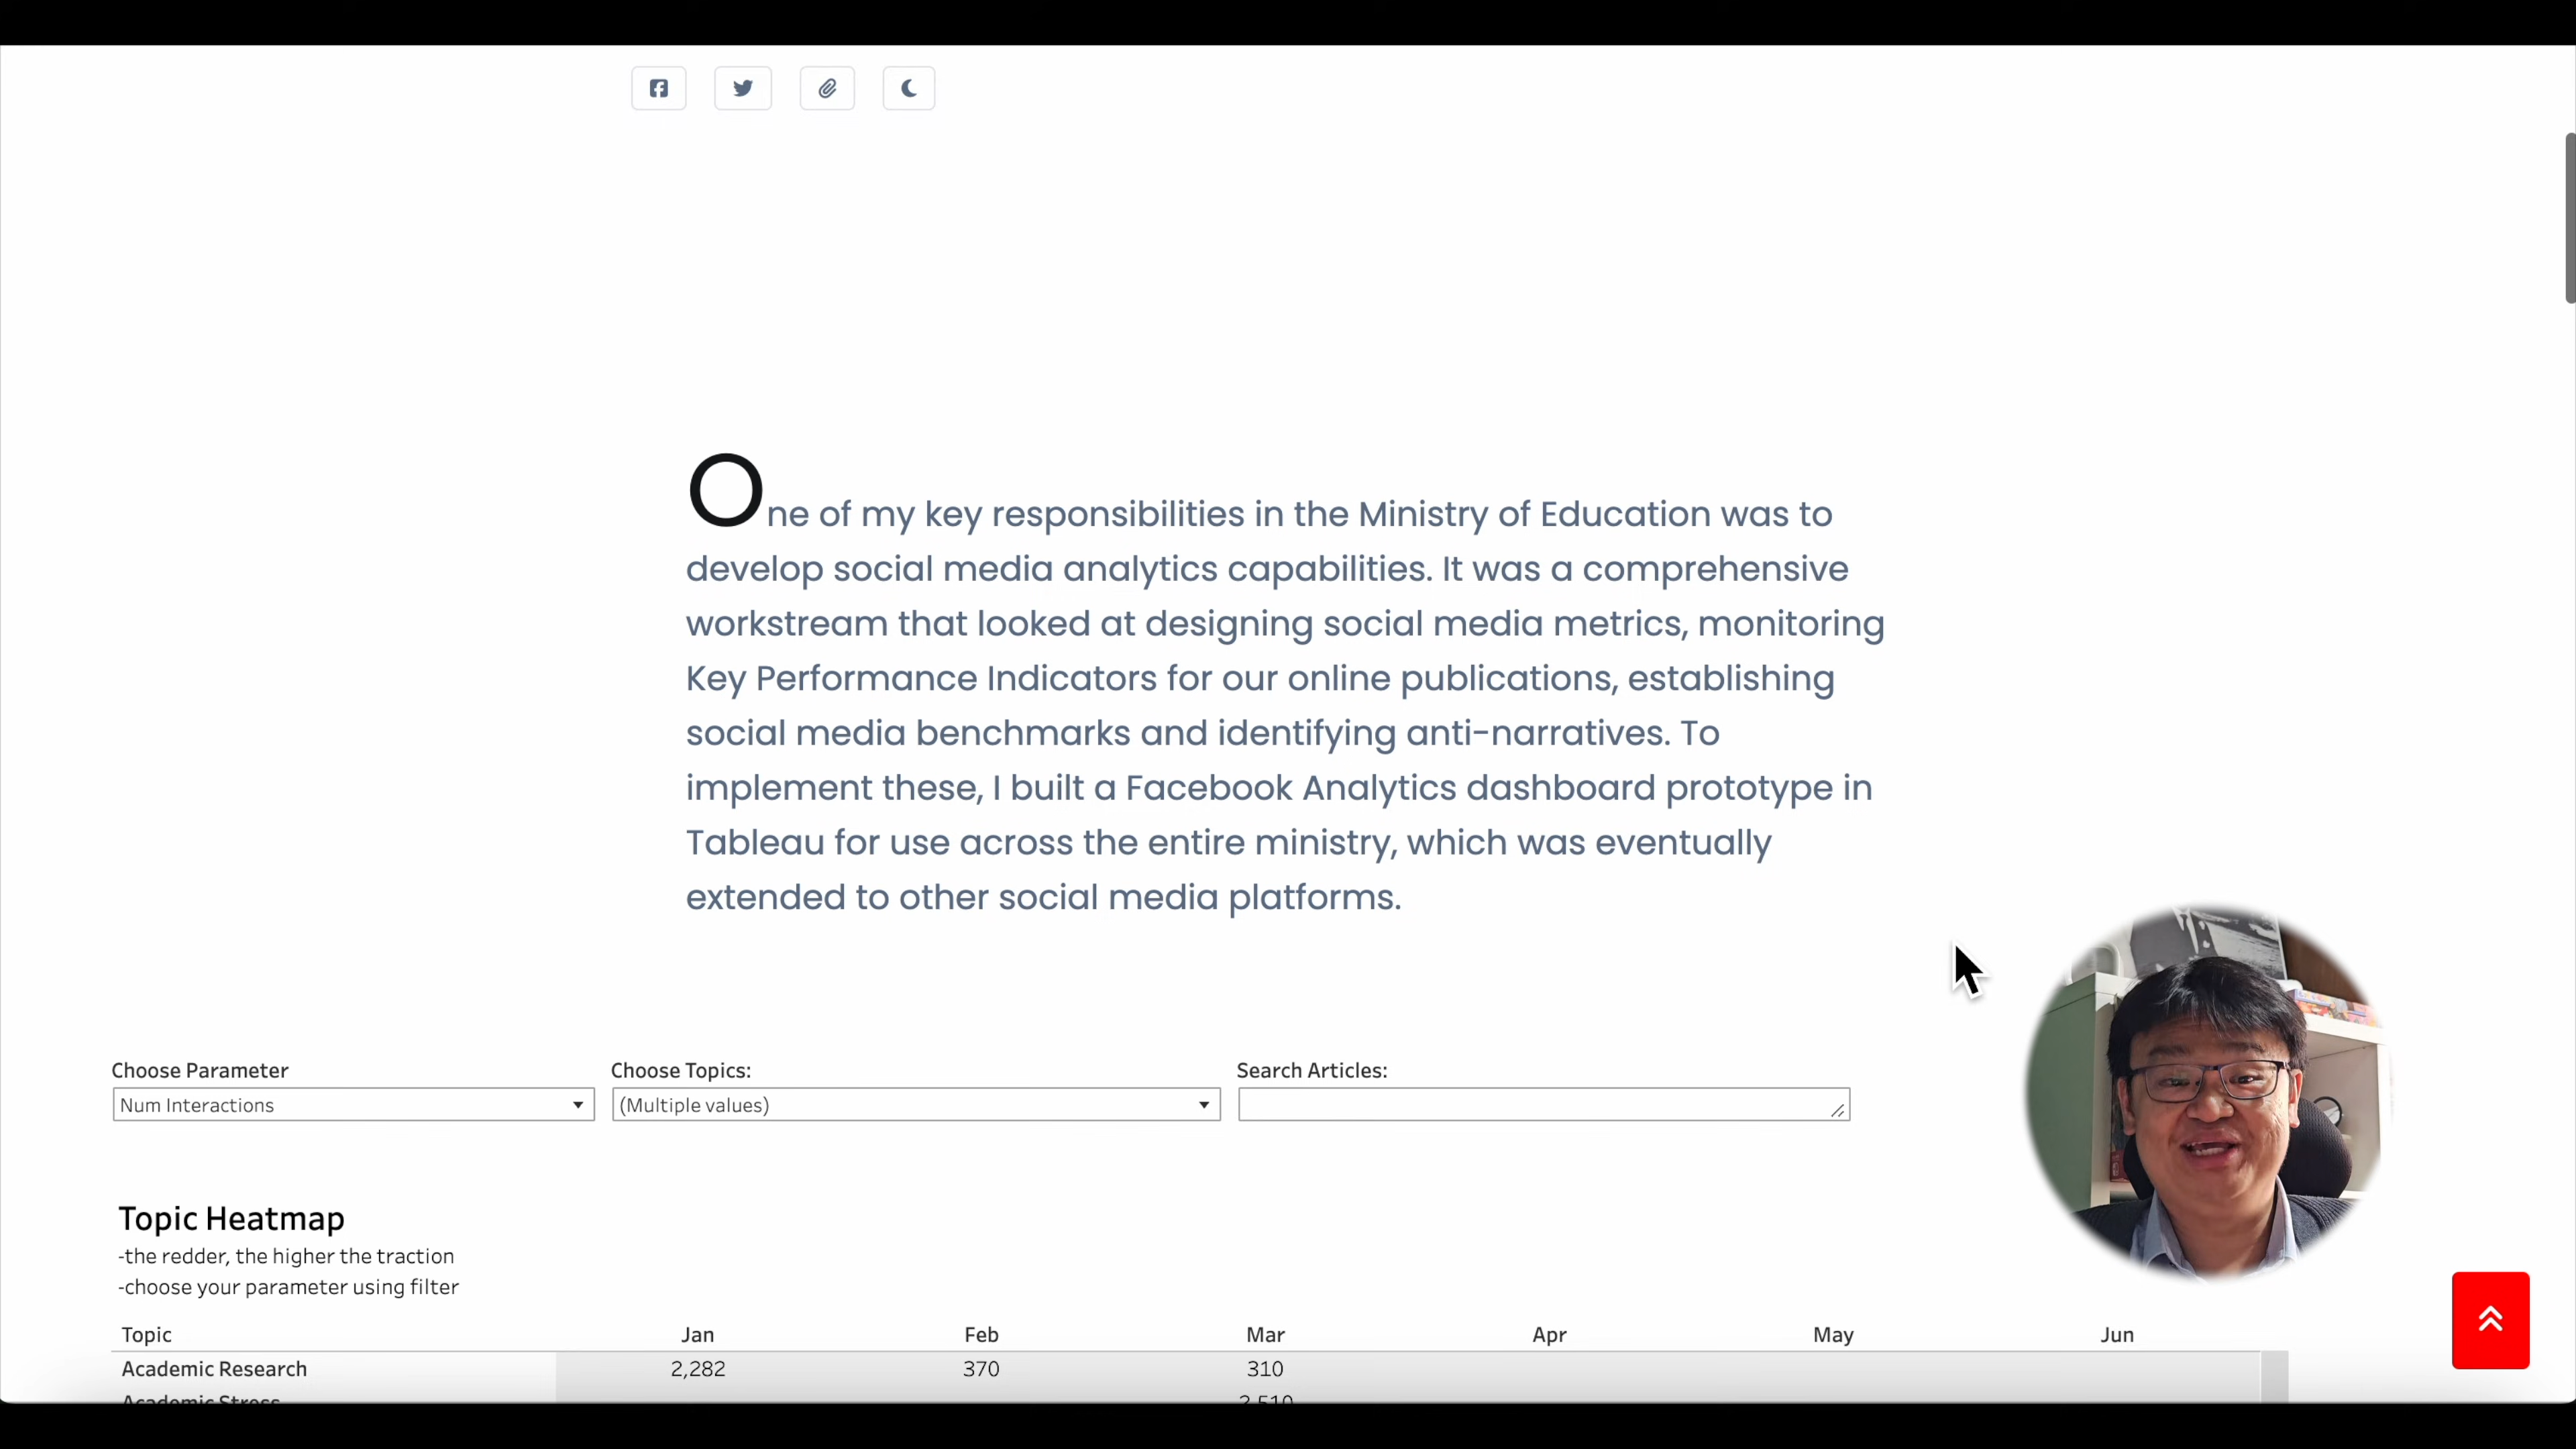 One of my key responsibilities in the Ministry of Education was to
develop social media analytics capabilities. It was a comprehensive
workstream that looked at designing social media metrics, monitoring
Key Performance Indicators for our online publications, establishing
social media benchmarks and identifying anti-narratives. To
implement these, I built a Facebook Analytics dashboard prototype in
Tableau for use across the entire ministry, which was eventually
extended to other social media platforms.
Choose Parameter Choose Topics: Search Articles:
Num Interactions (Multiple values)
Topic Heatmap
-the redder, the higher the traction
-choose your parameter using filter
Topic Jan Feb Mar Apr May Jun
Academic Research 2,282 370 310
Academic Stress 2,510